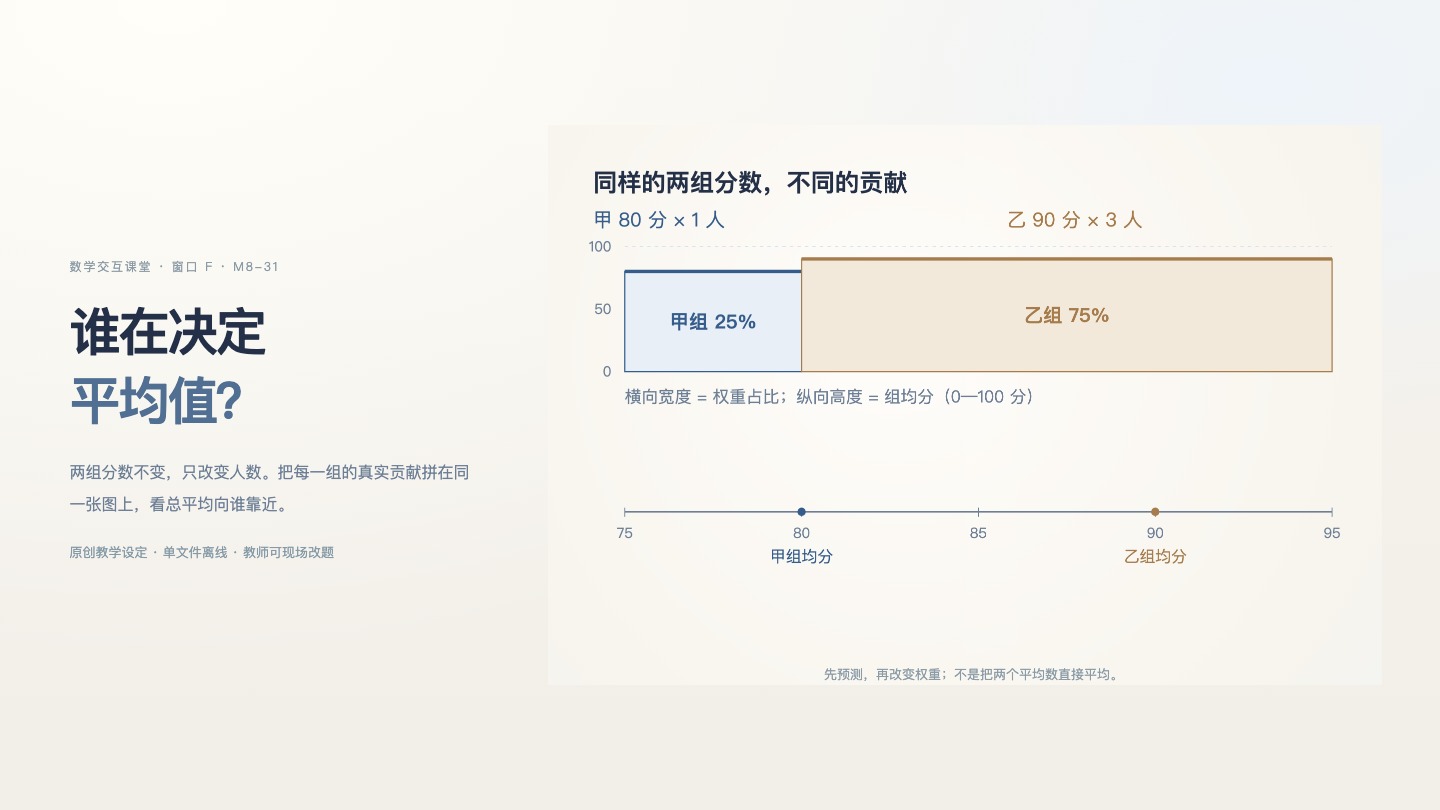 数学交互课堂 · 窗口 F · M8–31
谁在决定
平均值?
两组分数不变，只改变人数。把每一组的真实贡献拼在同
一张图上，看总平均向谁靠近。
原创教学设定 · 单文件离线 · 教师可现场改题
同样的两组分数，不同的贡献
甲 80 分 × 1 人
乙 90 分 × 3 人
100
50
0
甲组 25%
乙组 75%
横向宽度 = 权重占比；纵向高度 = 组均分（0—100 分）
75
80
85
90
95
甲组均分
乙组均分
先预测，再改变权重；不是把两个平均数直接平均。